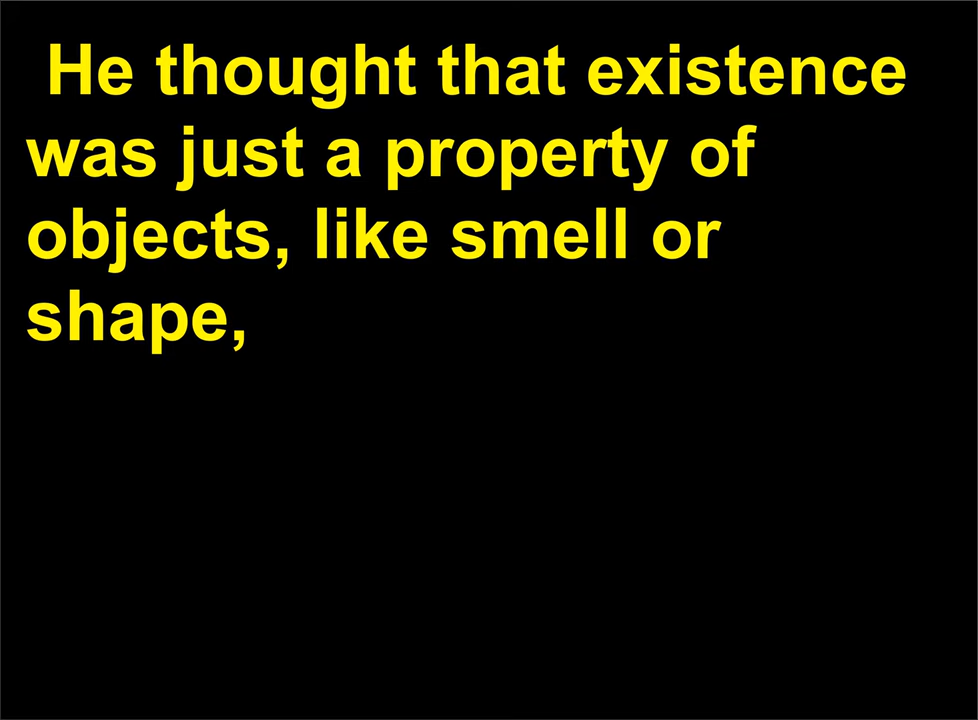 He thought that existence
was just a property of
objects, like smell or
shape,